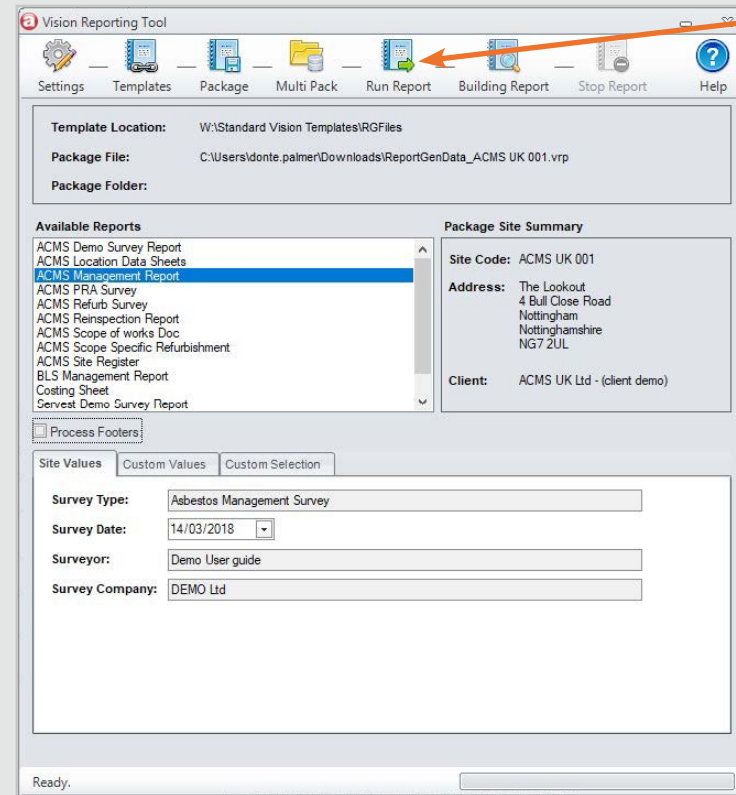 Vision Reporting Tool
Settings Templates Package Multi Pack Run Report Building Report Stop Report Help
Template Location: W:\Standard Vision Templates\RGFiles
Package File: C:\Users\donte.palmer\Downloads\ReportGenData_ACMS UK 001.vrp
Package Folder:
Available Reports
ACMS Demo Survey Report
ACMS Location Data Sheets
ACMS Management Report
ACMS PRA Survey
ACMS Refurb Survey
ACMS Reinspection Report
ACMS Scope of works Doc
ACMS Scope Specific Refurbishment
ACMS Site Register
BLS Management Report
Costing Sheet
Servest Demo Survey Report
Package Site Summary
Site Code: ACMS UK 001
Address: The Lookout
4 Bull Close Road
Nottingham
Nottinghamshire
NG7 2UL
Client: ACMS UK Ltd - (client demo)
Process Footers
Site Values Custom Values Custom Selection
Survey Type: Asbestos Management Survey
Survey Date: 14/03/2018
Surveyor: Demo User guide
Survey Company: DEMO Ltd
Ready.